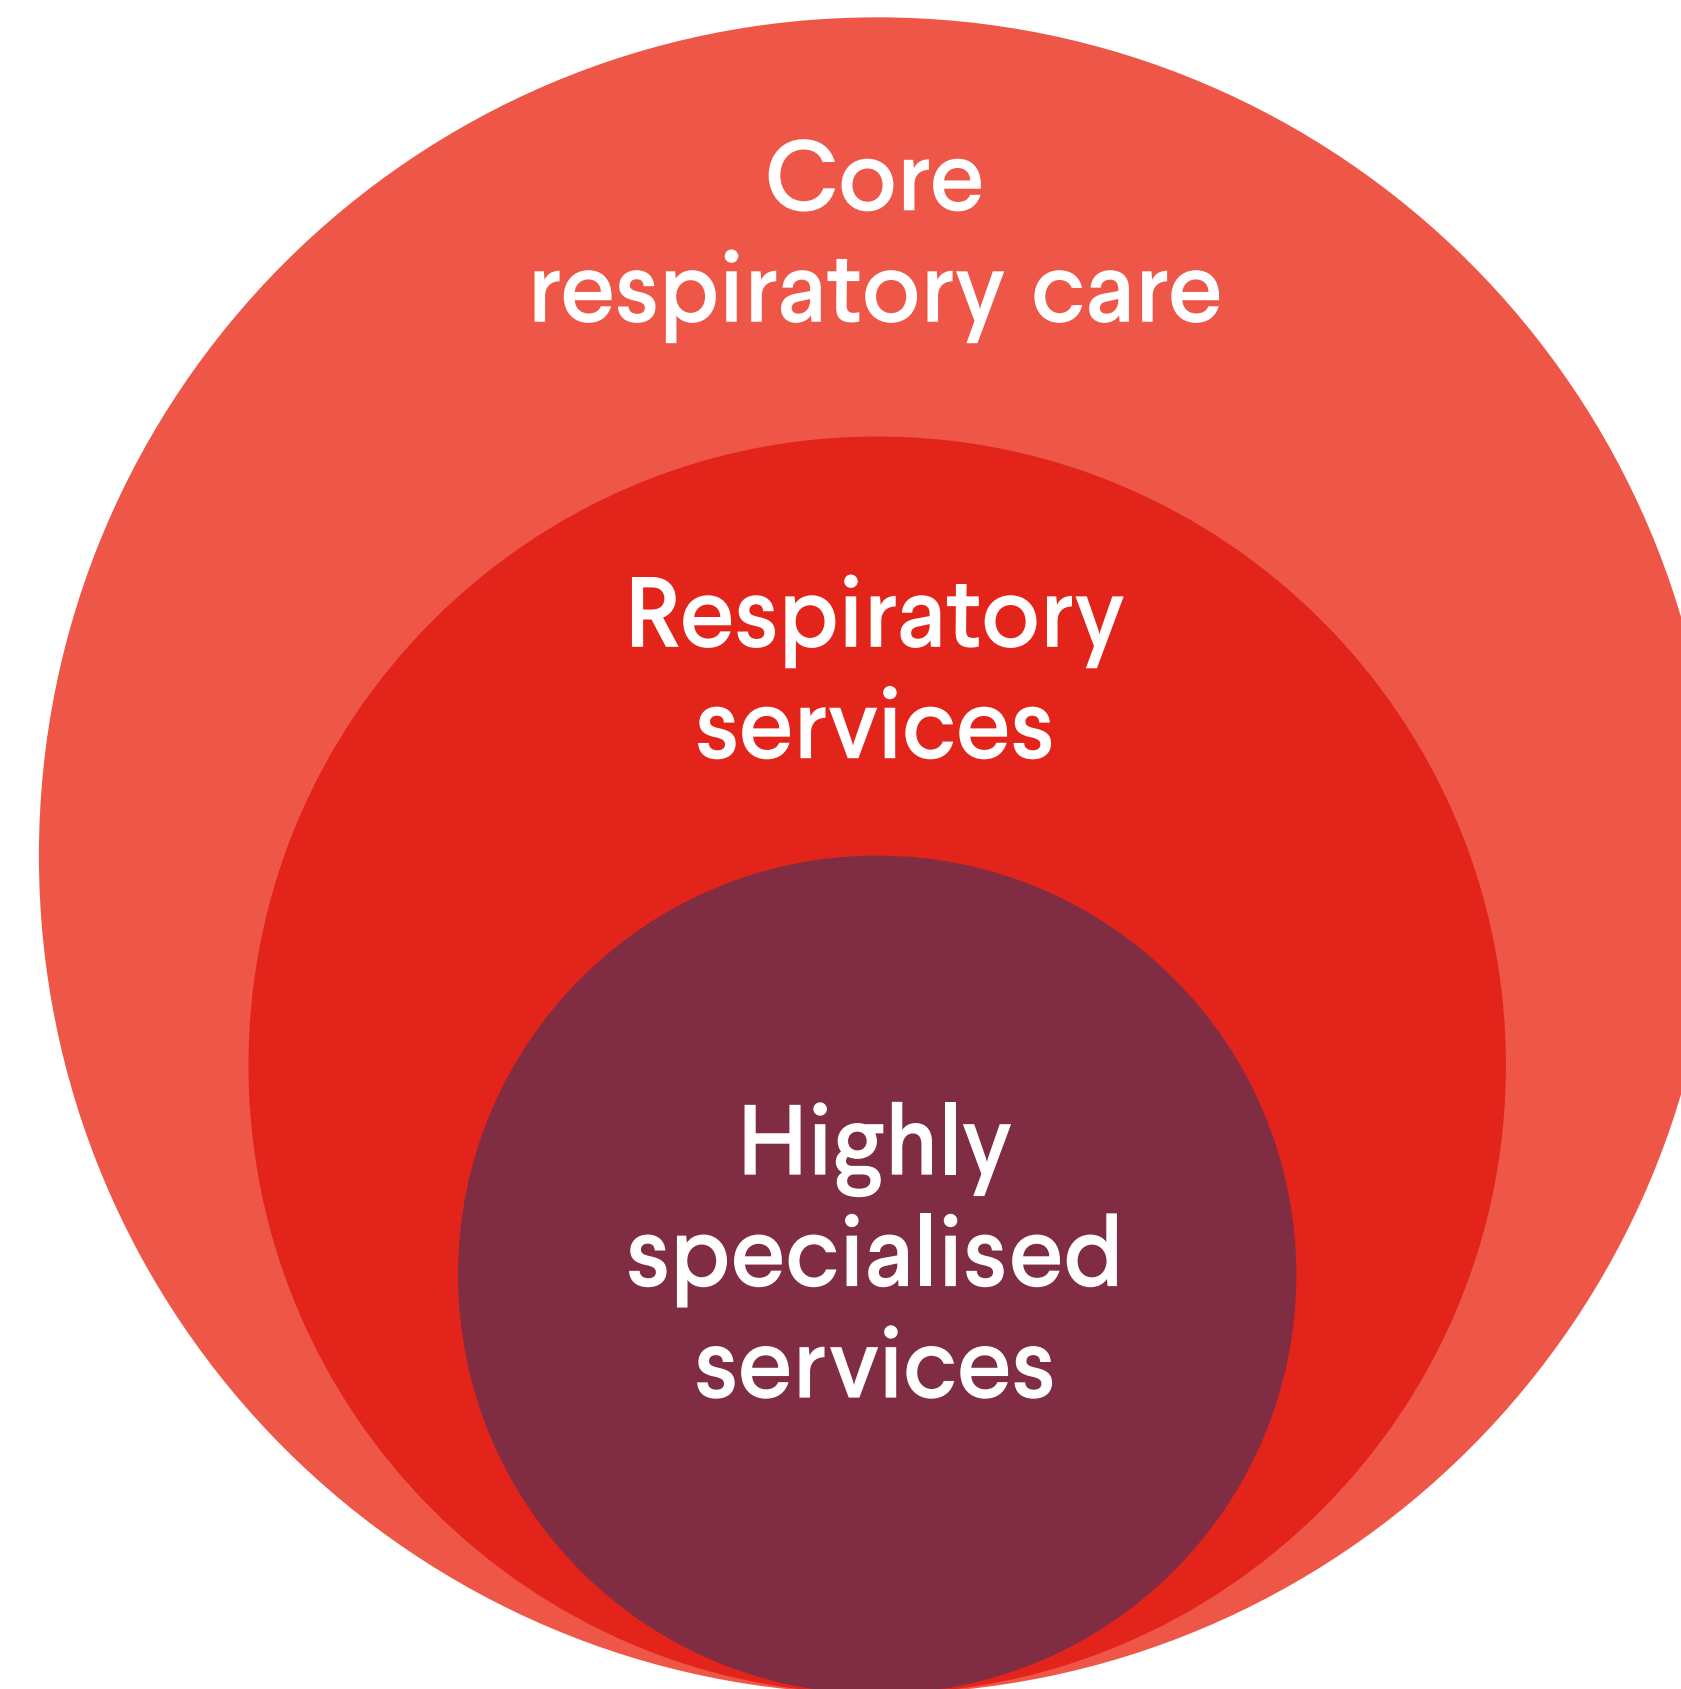 Core
respiratory care
Respiratory
services
Highly
specialised
services